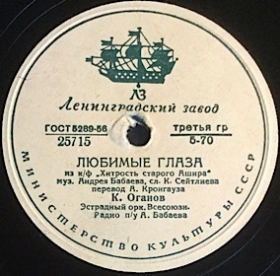 ЛЗ
Ленинградский завод
ГОСТ 5289-56
25715
третья гр
5-70
ЛЮБИМЫЕ ГЛАЗА
из к/ф „Хитрость старого Ашира“
муз. Андрея Бабаева, сл. К. Сейтлиева
перевод А. Кронгауза
К. Оганов
Эстрадный орк. Всесоюзн.
Радио п/у А. Бабаева
МИНИСТЕРСТВО КУЛЬТУРЫ СССР